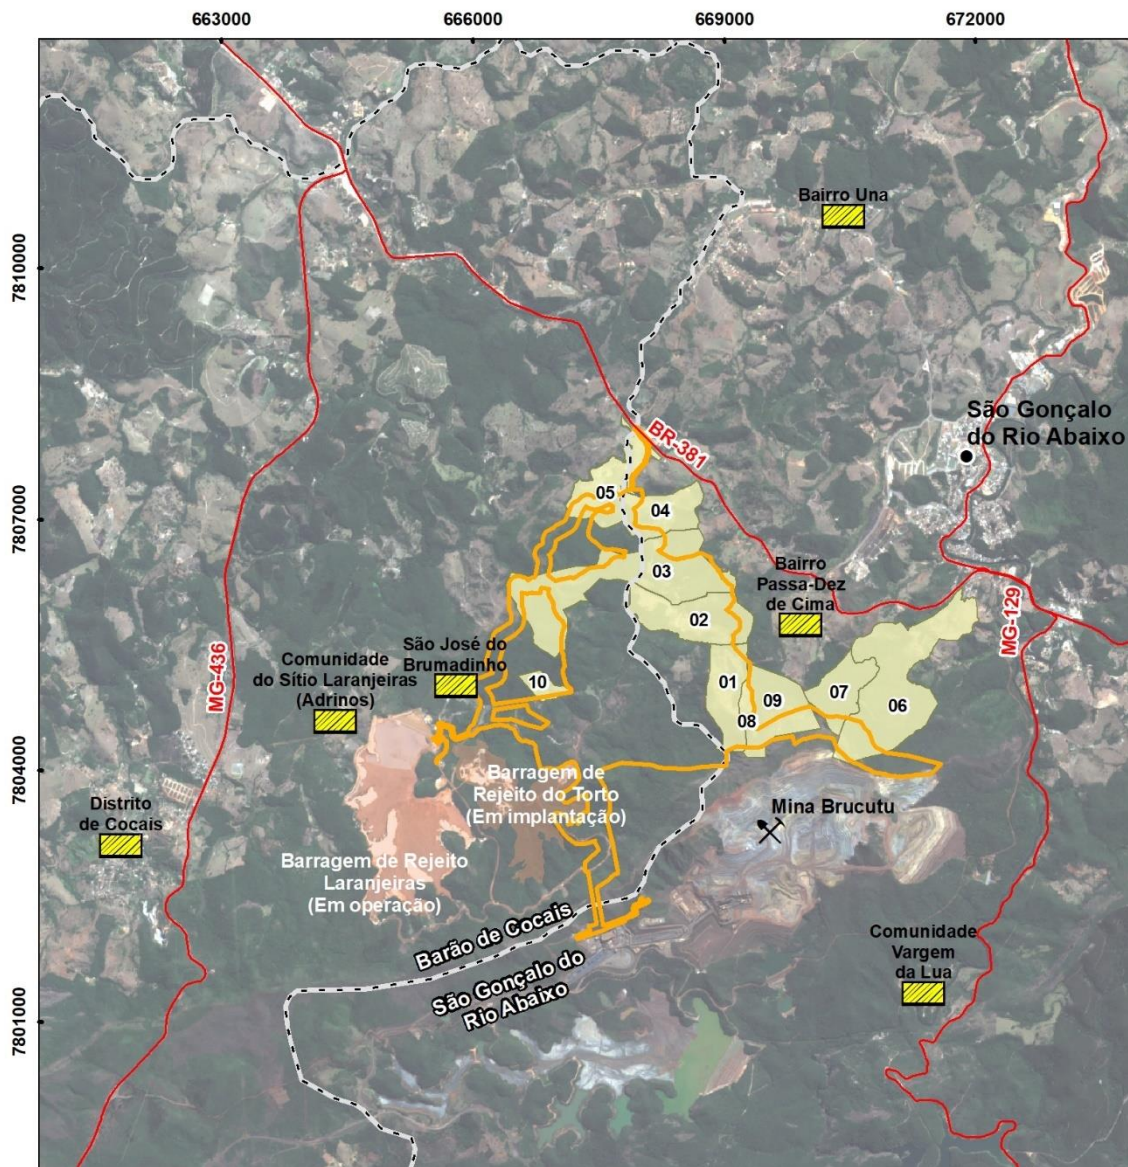 663000
666000
669000
672000
7810000
7807000
7804000
7801000
Bairro Una
São Gonçalo
do Rio Abaixo
BR-381
05
04
03
02
Bairro
Passa-Dez
de Cima
MG-129
MG-436
Comunidade
do Sítio Laranjeiras
(Adrinos)
São José do
Brumadinho
10
01
09
08
07
06
Barragem de
Rejeito do Torto
(Em implantação)
Mina Brucutu
Distrito
de Cocais
Barragem de Rejeito
Laranjeiras
(Em operação)
Barão de Cocais
São Gonçalo do
Rio Abaixo
Comunidade
Vargem
da Lua